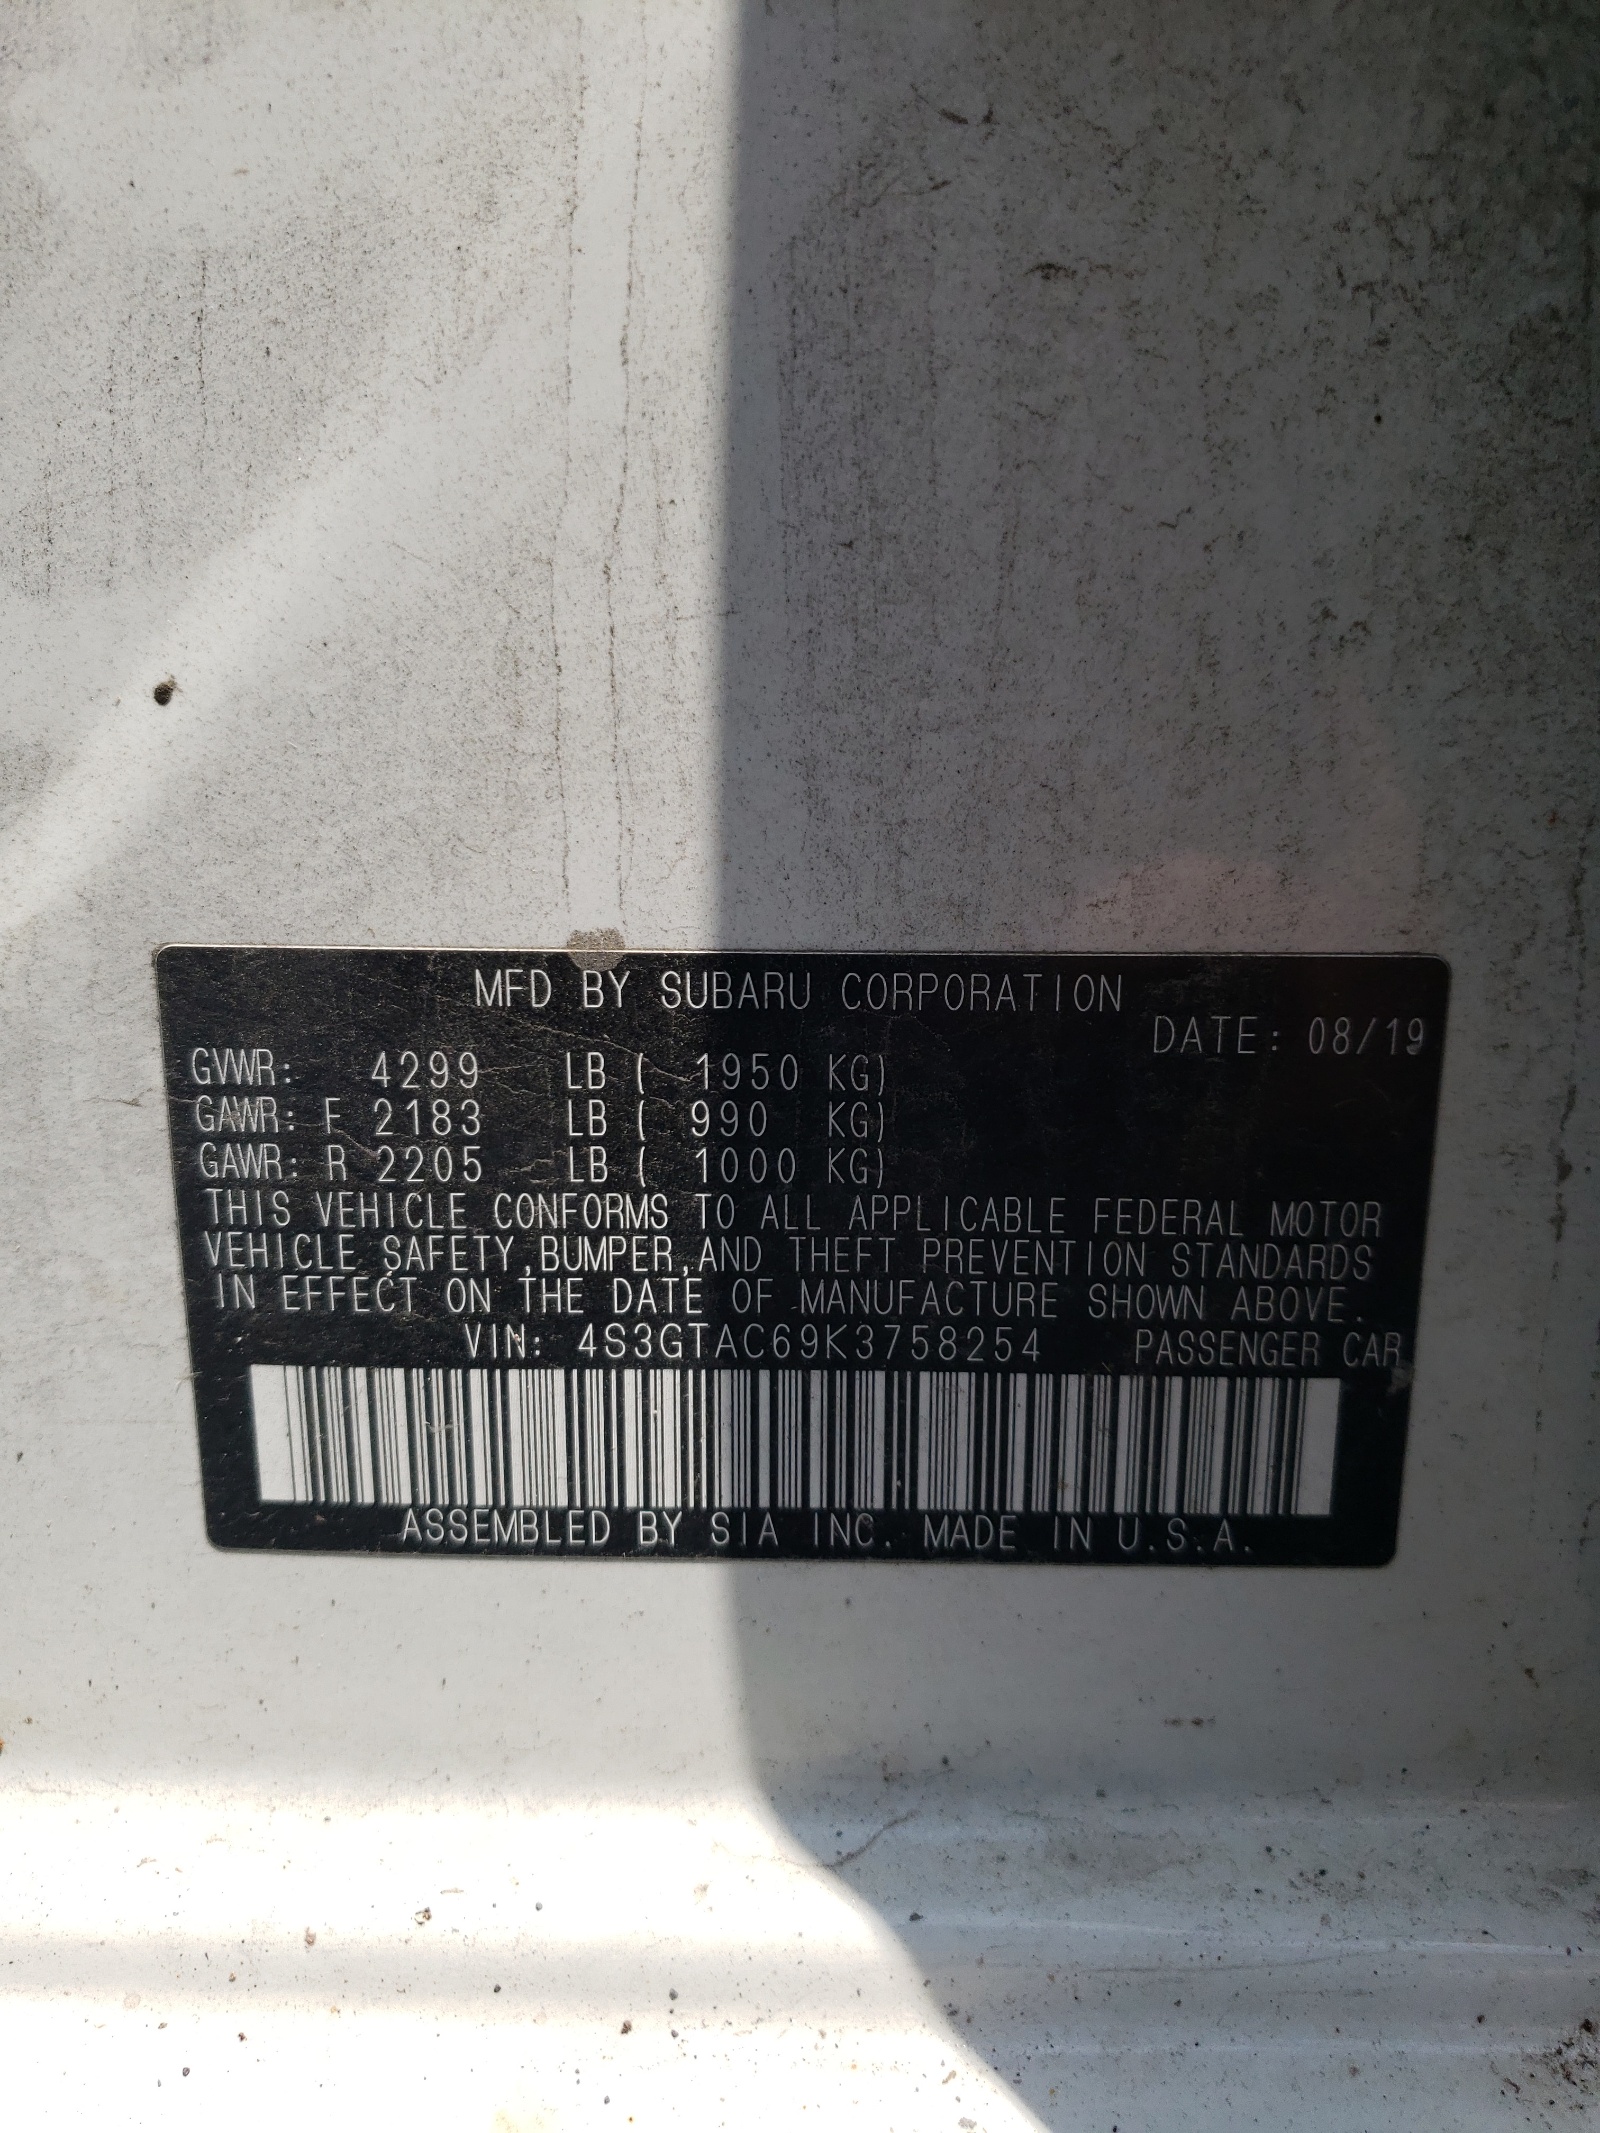 MFD BY SUBARU CORPORATION
DATE: 08/19
GVWR: 4299 LB ( 1950 KG)
GAWR: F 2183 LB ( 990 KG)
GAWR: R 2205 LB ( 1000 KG)
THIS VEHICLE CONFORMS TO ALL APPLICABLE FEDERAL MOTOR
VEHICLE SAFETY,BUMPER,AND THEFT PREVENTION STANDARDS
IN EFFECT ON THE DATE OF MANUFACTURE SHOWN ABOVE.
VIN: 4S3GTAC69K3758254 PASSENGER CAR
ASSEMBLED BY SIA INC. MADE IN U.S.A.